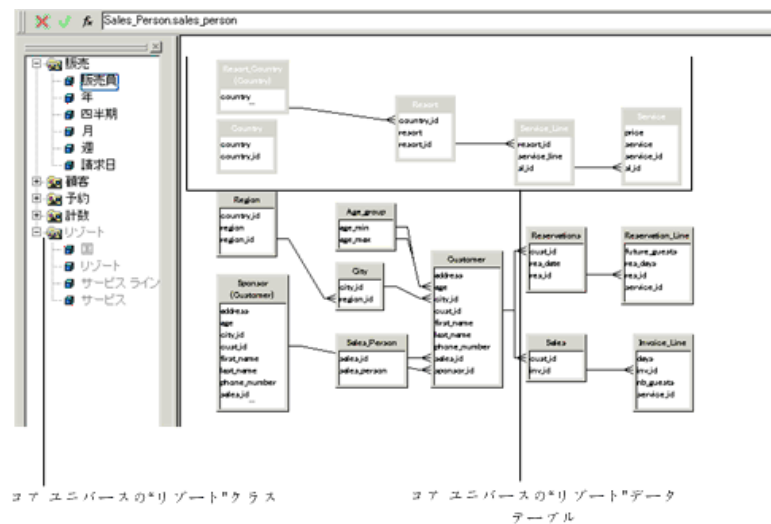 Sales_Person.sales_person
販売
販売員
年
四半期
月
週
請求日
顧客
予約
計数
リゾート
リゾート
サービス ライン
サービス
Resort_Country
(Country)
country
Country
country
country_id
Resort
country_id
resort
resort_id
Service_Line
resort_id
service_line
sl_id
Service
price
service
service_id
sl_id
Region
country_id
region
region_id
Age_group
age_min
age_max
City
city_id
region_id
Customer
address
age
city_id
cust_id
first_name
last_name
phone_number
sales_id
sponsor_id
Sponsor
(Customer)
address
age
city_id
cust_id
first_name
last_name
phone_number
sales_id
Sales_Person
sales_id
sales_person
Reservations
cust_id
res_date
res_id
Reservation_Line
future_guests
res_days
res_id
service_id
Sales
cust_id
inv_id
Invoice_Line
days
inv_id
nb_guests
service_id
コア ユニバースの“リゾート”クラス
コア ユニバースの“リゾート”データ
テーブル